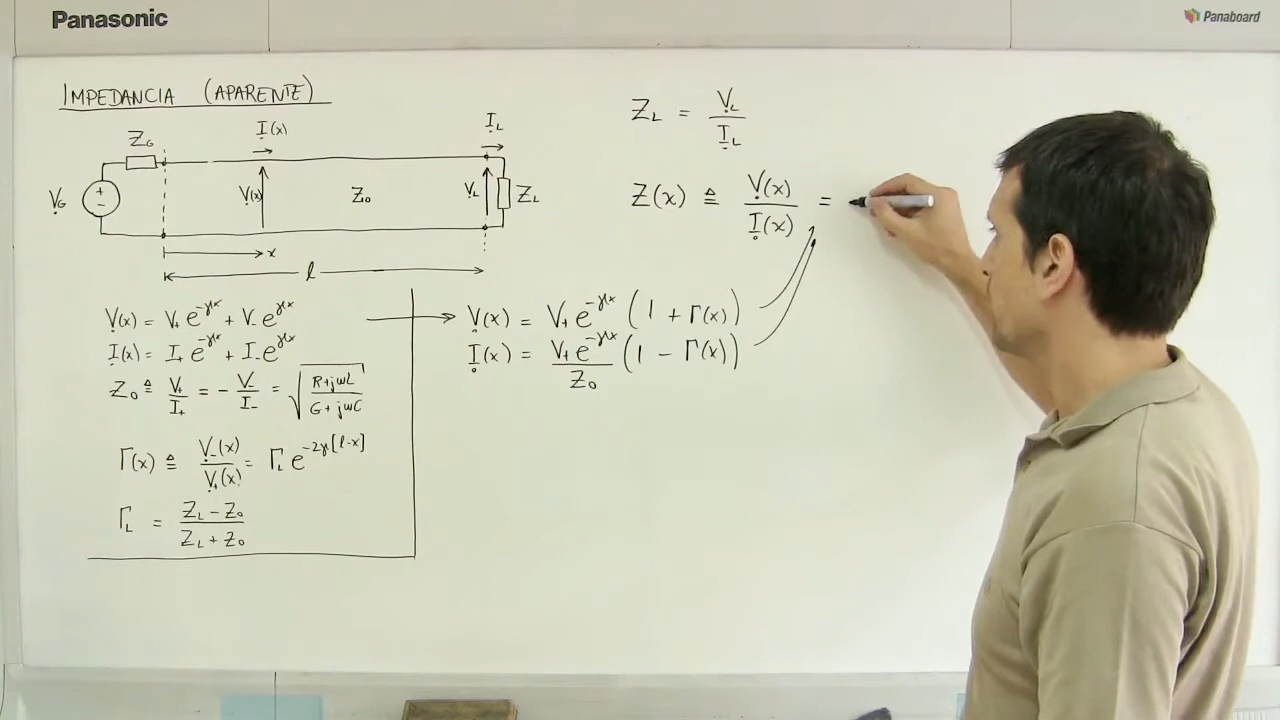 Panasonic
Panaboard
IMPEDANCIA (APARENTE)
Z_G
I(x)
I_L
V_G
+
-
V(x)
Z_0
V_L
Z_L
x
l
V(x) = V_+ e^{-γx} + V_- e^{γx}
I(x) = I_+ e^{-γx} + I_- e^{γx}
Z_0 ≜ V_+/I_+ = - V_-/I_- = √((R+jωL)/(G+jωC))
Γ(x) ≜ V_-(x)/V_+(x) = Γ_L e^{-2γ[l-x]}
Γ_L = (Z_L - Z_0)/(Z_L + Z_0)
Z_L = V_L/I_L
Z(x) ≜ V(x)/I(x) =
V(x) = V_+ e^{-γx} (1 + Γ(x))
I(x) = V_+ e^{-γx}/Z_0 (1 - Γ(x))